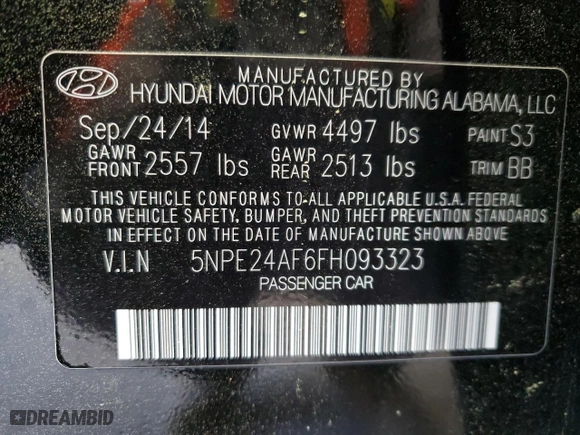 MANUFACTURED BY
HYUNDAI MOTOR MANUFACTURING ALABAMA, LLC
Sep/24/14 GVWR 4497 lbs PAINT S3
GAWR FRONT 2557 lbs GAWR REAR 2513 lbs TRIM BB
THIS VEHICLE CONFORMS TO ALL APPLICABLE U.S.A. FEDERAL
MOTOR VEHICLE SAFETY, BUMPER, AND THEFT PREVENTION STANDARDS
IN EFFECT ON THE DATE OF MANUFACTURE SHOWN ABOVE
V.I.N 5NPE24AF6FH093323
PASSENGER CAR
DREAMBID